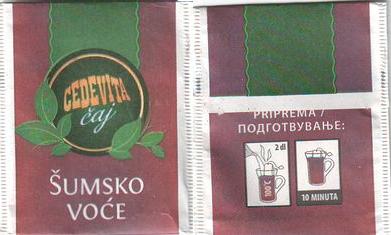 CEDEVITA
čaj
ŠUMSKO
VOĆE
PRIPREMA /
ПОДГОТВУВАЊЕ:
2 dl
100°C
10 MINUTA